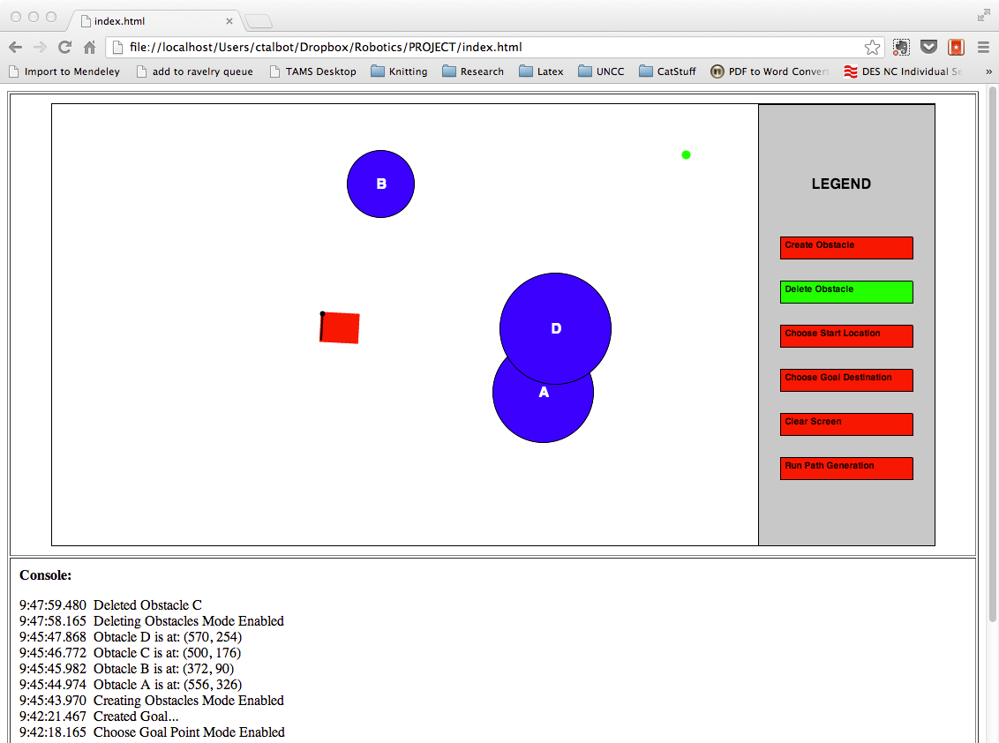 index.html
file://localhost/Users/ctalbot/Dropbox/Robotics/PROJECT/index.html
Import to Mendeley add to ravelry queue TAMS Desktop Knitting Research Latex UNCC CatStuff PDF to Word Convert DES NC Individual Se »
B
LEGEND
Create Obstacle
Delete Obstacle
D
Choose Start Location
Choose Goal Destination
A
Clear Screen
Run Path Generation
Console:
9:47:59.480 Deleted Obstacle C
9:47:58.165 Deleting Obstacles Mode Enabled
9:45:47.868 Obtacle D is at: (570, 254)
9:45:46.772 Obtacle C is at: (500, 176)
9:45:45.982 Obtacle B is at: (372, 90)
9:45:44.974 Obtacle A is at: (556, 326)
9:45:43.970 Creating Obstacles Mode Enabled
9:42:21.467 Created Goal...
9:42:18.165 Choose Goal Point Mode Enabled